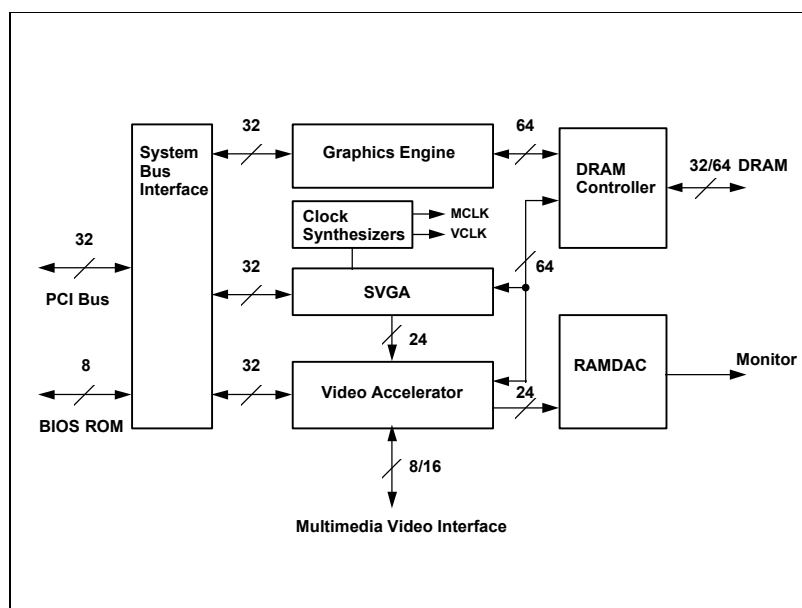 System
Bus
Interface
32
Graphics Engine
64
DRAM
Controller
32/64 DRAM
Clock
Synthesizers
MCLK
VCLK
32
PCI Bus
32
SVGA
64
24
8
BIOS ROM
32
Video Accelerator
24
RAMDAC
Monitor
8/16
Multimedia Video Interface